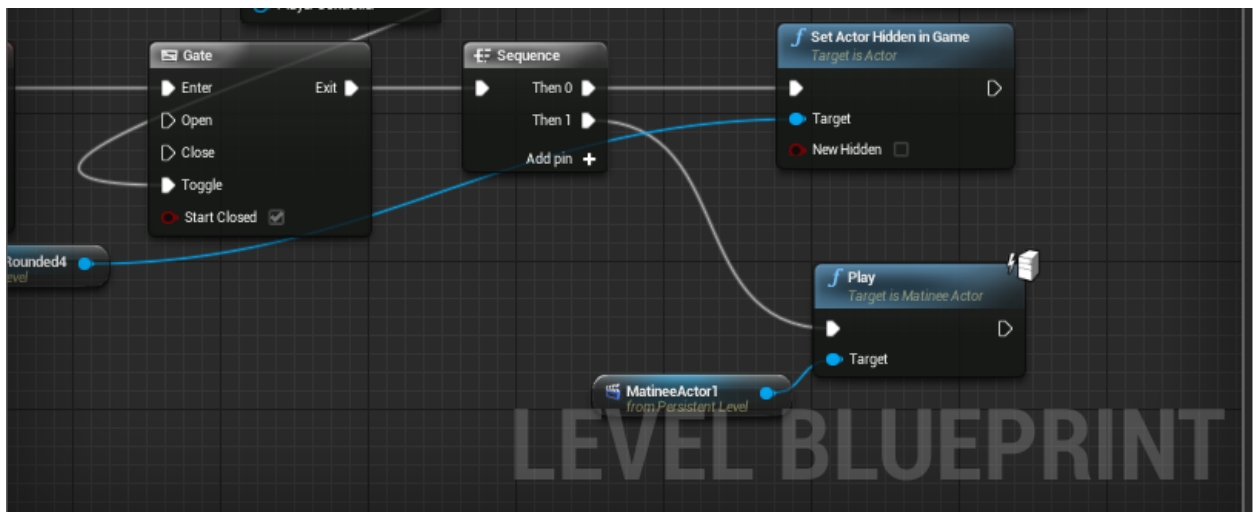 Player Controller
Gate
Enter
Exit
Open
Close
Toggle
Start Closed
Sequence
Then 0
Then 1
Add pin
Set Actor Hidden in Game
Target is Actor
Target
New Hidden
Rounded4
evel
Play
Target is Matinee Actor
Target
MatineeActor1
from Persistent Level
LEVEL BLUEPRINT